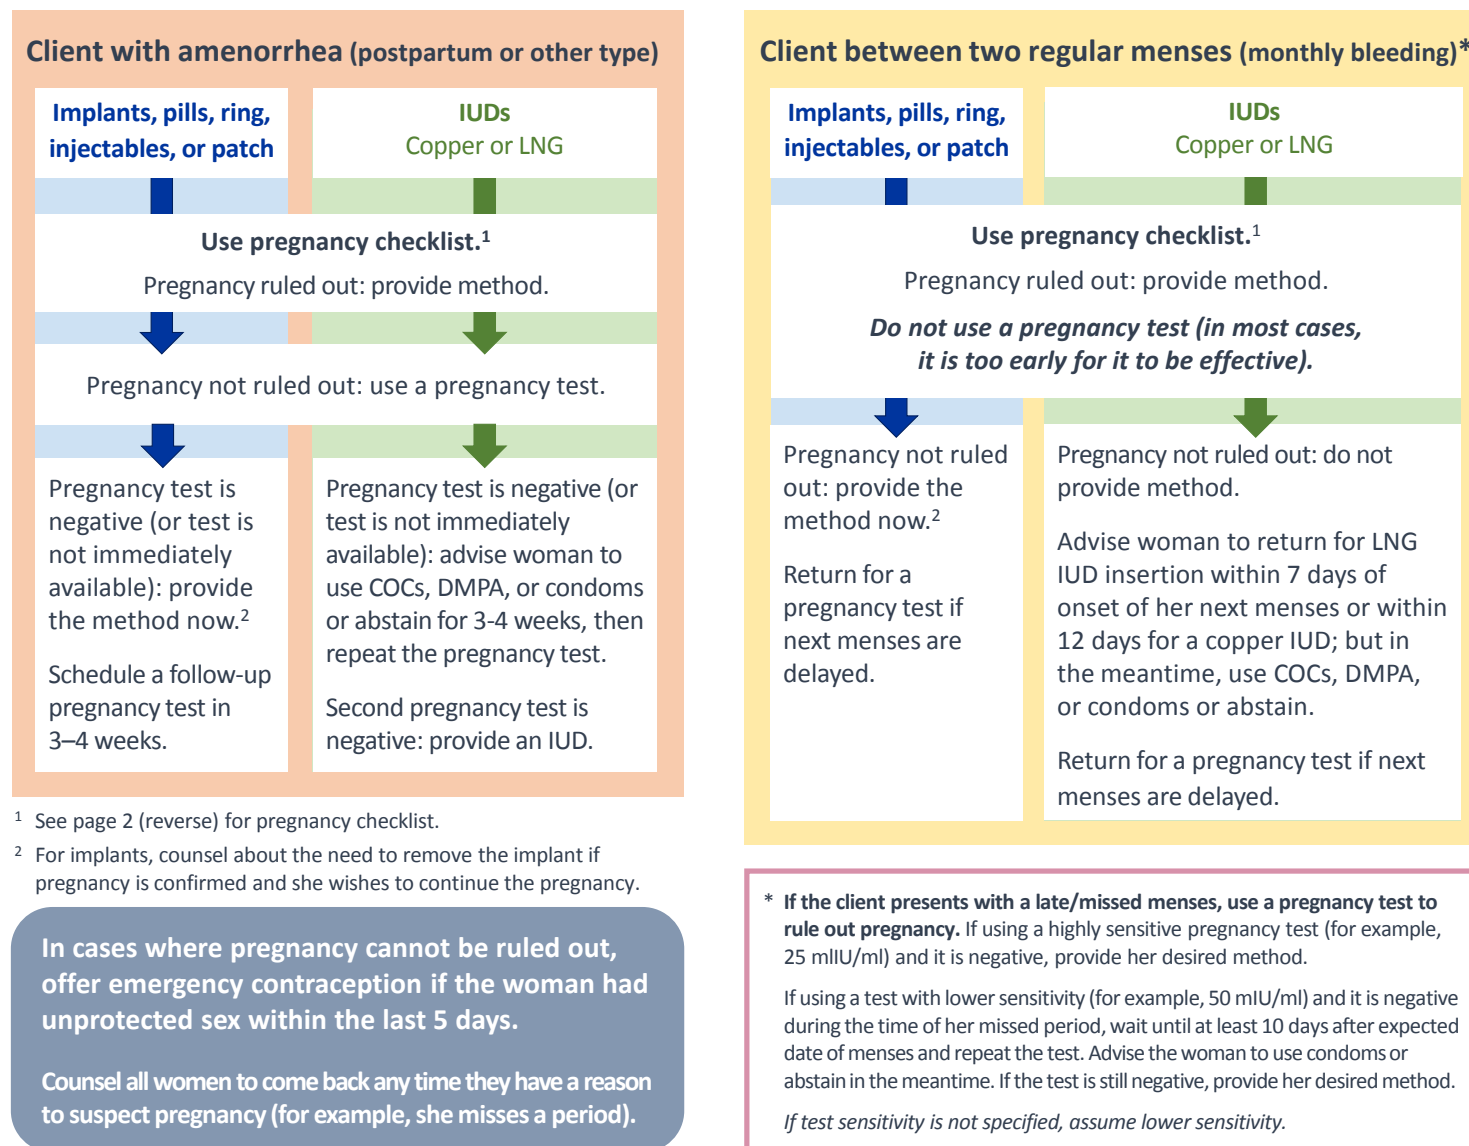 Client with amenorrhea (postpartum or other type)
Implants, pills, ring,
injectables, or patch
IUDs
Copper or LNG
Use pregnancy checklist.1
Pregnancy ruled out: provide method.
Pregnancy not ruled out: use a pregnancy test.
Pregnancy test is
negative (or test is
not immediately
available): provide
the method now.2
Schedule a follow-up
pregnancy test in
3–4 weeks.
Pregnancy test is negative (or
test is not immediately
available): advise woman to
use COCs, DMPA, or condoms
or abstain for 3-4 weeks, then
repeat the pregnancy test.
Second pregnancy test is
negative: provide an IUD.
1 See page 2 (reverse) for pregnancy checklist.
2 For implants, counsel about the need to remove the implant if
pregnancy is confirmed and she wishes to continue the pregnancy.
In cases where pregnancy cannot be ruled out,
offer emergency contraception if the woman had
unprotected sex within the last 5 days.
Counsel all women to come back any time they have a reason
to suspect pregnancy (for example, she misses a period).
Client between two regular menses (monthly bleeding)*
Implants, pills, ring,
injectables, or patch
IUDs
Copper or LNG
Use pregnancy checklist.1
Pregnancy ruled out: provide method.
Do not use a pregnancy test (in most cases,
it is too early for it to be effective).
Pregnancy not ruled
out: provide the
method now.2
Return for a
pregnancy test if
next menses are
delayed.
Pregnancy not ruled out: do not
provide method.
Advise woman to return for LNG
IUD insertion within 7 days of
onset of her next menses or within
12 days for a copper IUD; but in
the meantime, use COCs, DMPA,
or condoms or abstain.
Return for a pregnancy test if next
menses are delayed.
* If the client presents with a late/missed menses, use a pregnancy test to
rule out pregnancy. If using a highly sensitive pregnancy test (for example,
25 mlIU/ml) and it is negative, provide her desired method.
If using a test with lower sensitivity (for example, 50 mIU/ml) and it is negative
during the time of her missed period, wait until at least 10 days after expected
date of menses and repeat the test. Advise the woman to use condoms or
abstain in the meantime. If the test is still negative, provide her desired method.
If test sensitivity is not specified, assume lower sensitivity.